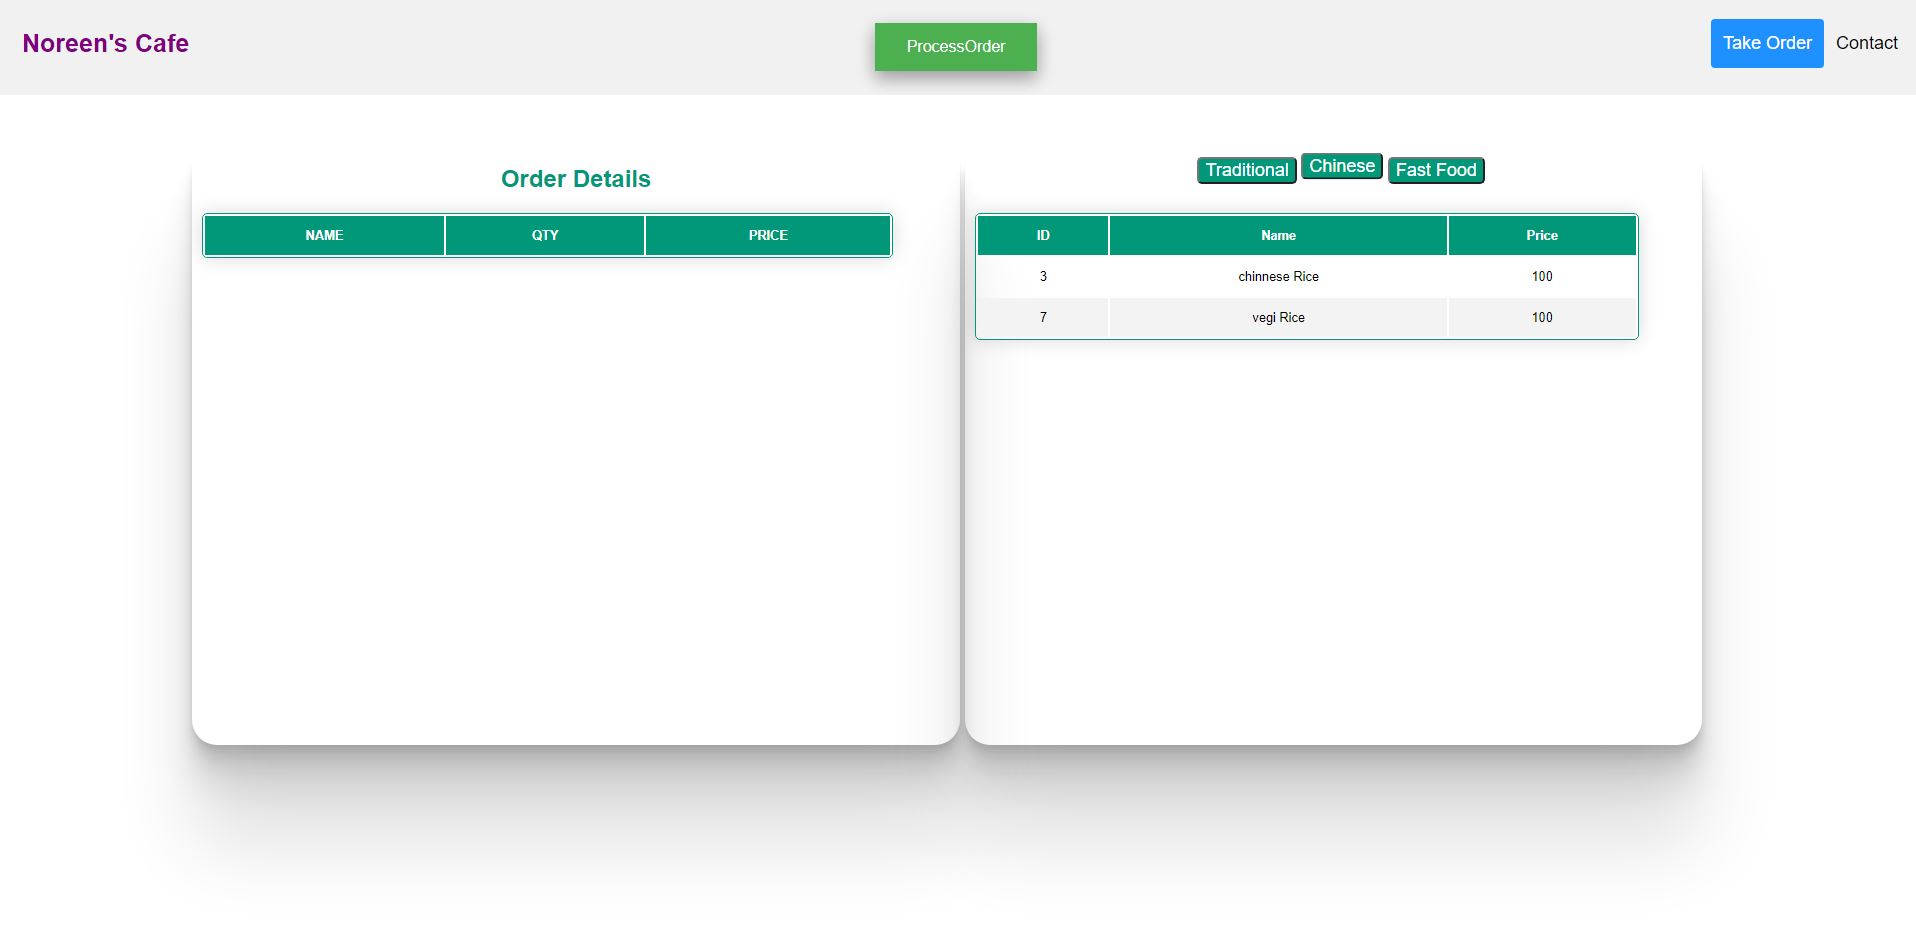 Noreen's Cafe
ProcessOrder
Take Order Contact
Order Details
NAME QTY PRICE
Traditional Chinese Fast Food
ID Name Price
3 chinnese Rice 100
7 vegi Rice 100